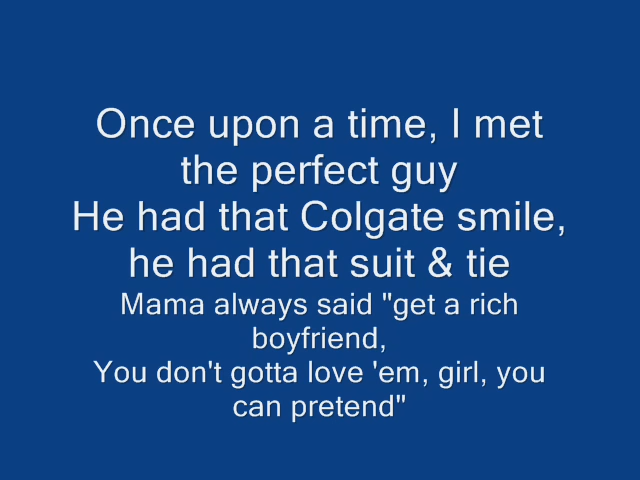 Once upon a time, I met
the perfect guy
He had that Colgate smile,
he had that suit & tie
Mama always said "get a rich
boyfriend,
You don't gotta love 'em, girl, you
can pretend"